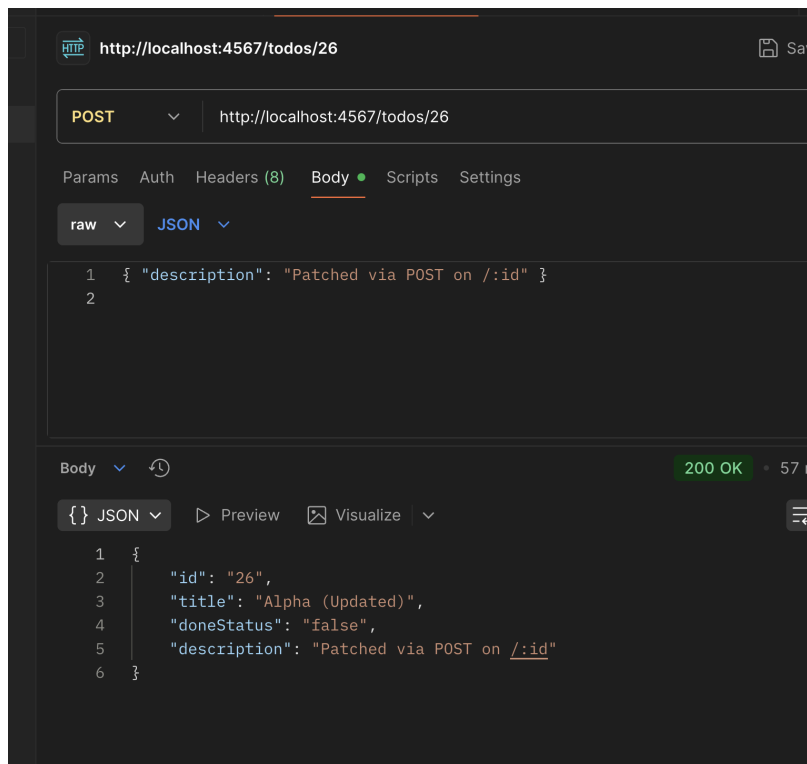 HTTP http://localhost:4567/todos/26
POST http://localhost:4567/todos/26
Params Auth Headers (8) Body Scripts Settings
raw JSON
1 { "description": "Patched via POST on /:id" }
2
Body 200 OK • 57
{} JSON Preview Visualize
1 {
2 "id": "26",
3 "title": "Alpha (Updated)",
4 "doneStatus": "false",
5 "description": "Patched via POST on /:id"
6 }